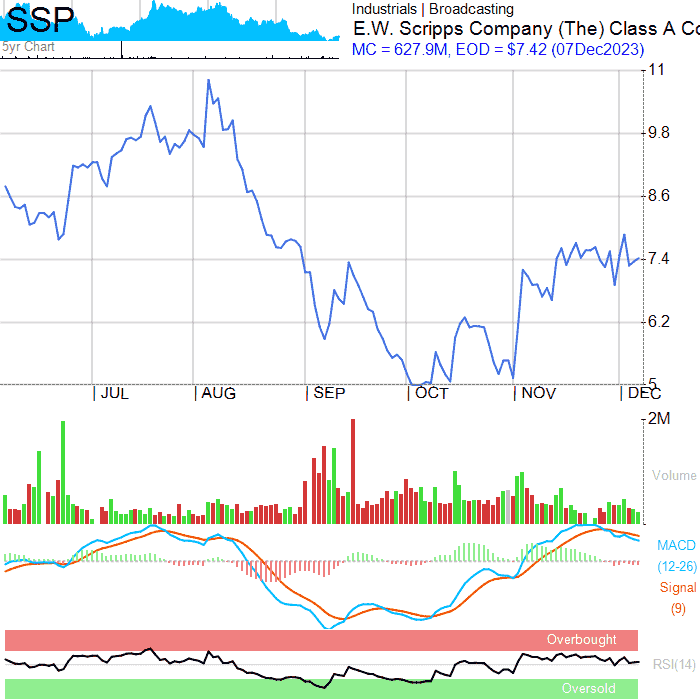 SSP
5yr Chart
Industrials | Broadcasting
E.W. Scripps Company (The) Class A Co
MC = 627.9M, EOD = $7.42 (07Dec2023)
11
9.8
8.6
7.4
6.2
5
JUL
AUG
SEP
OCT
NOV
DEC
2M
Volume
MACD
(12-26)
Signal
(9)
Overbought
RSI(14)
Oversold